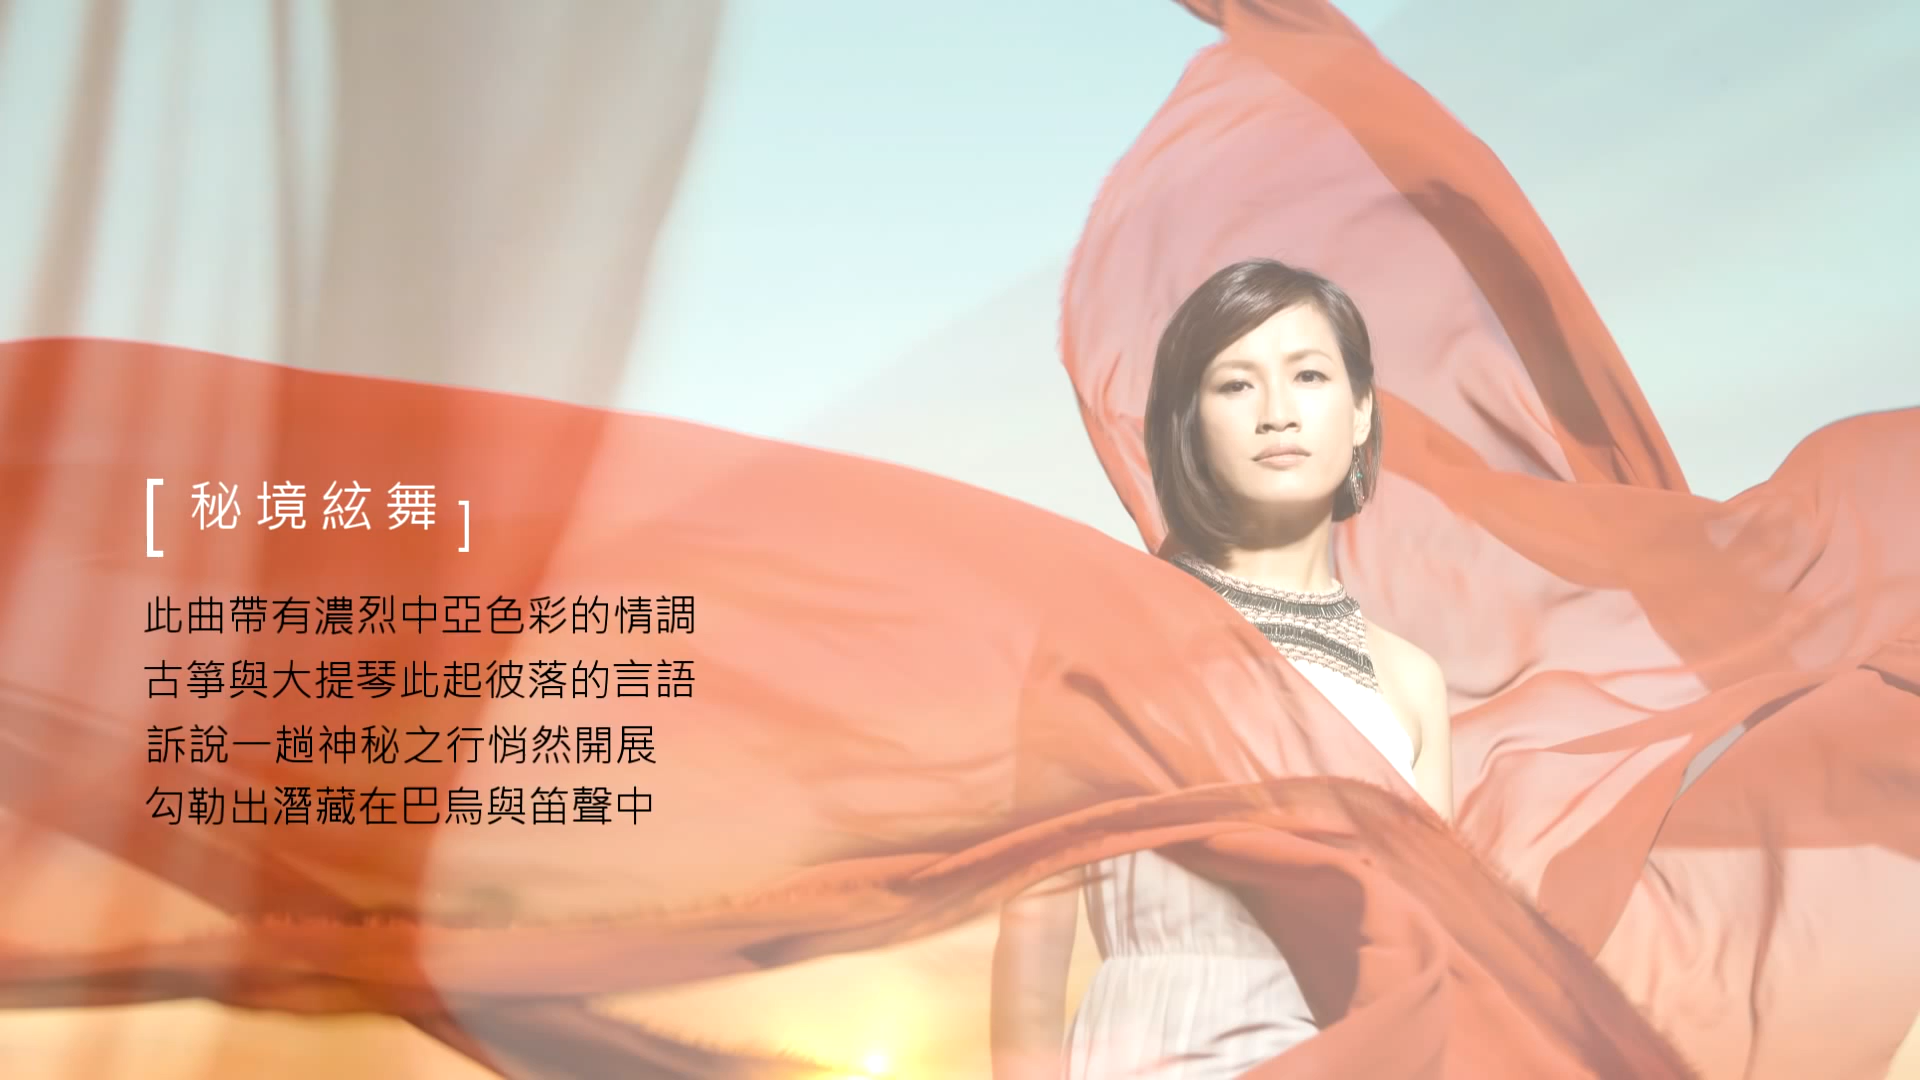 [ 秘境絃舞 ]
此曲帶有濃烈中亞色彩的情調
古箏與大提琴此起彼落的言語
訴說一趟神秘之行悄然開展
勾勒出潛藏在巴烏與笛聲中